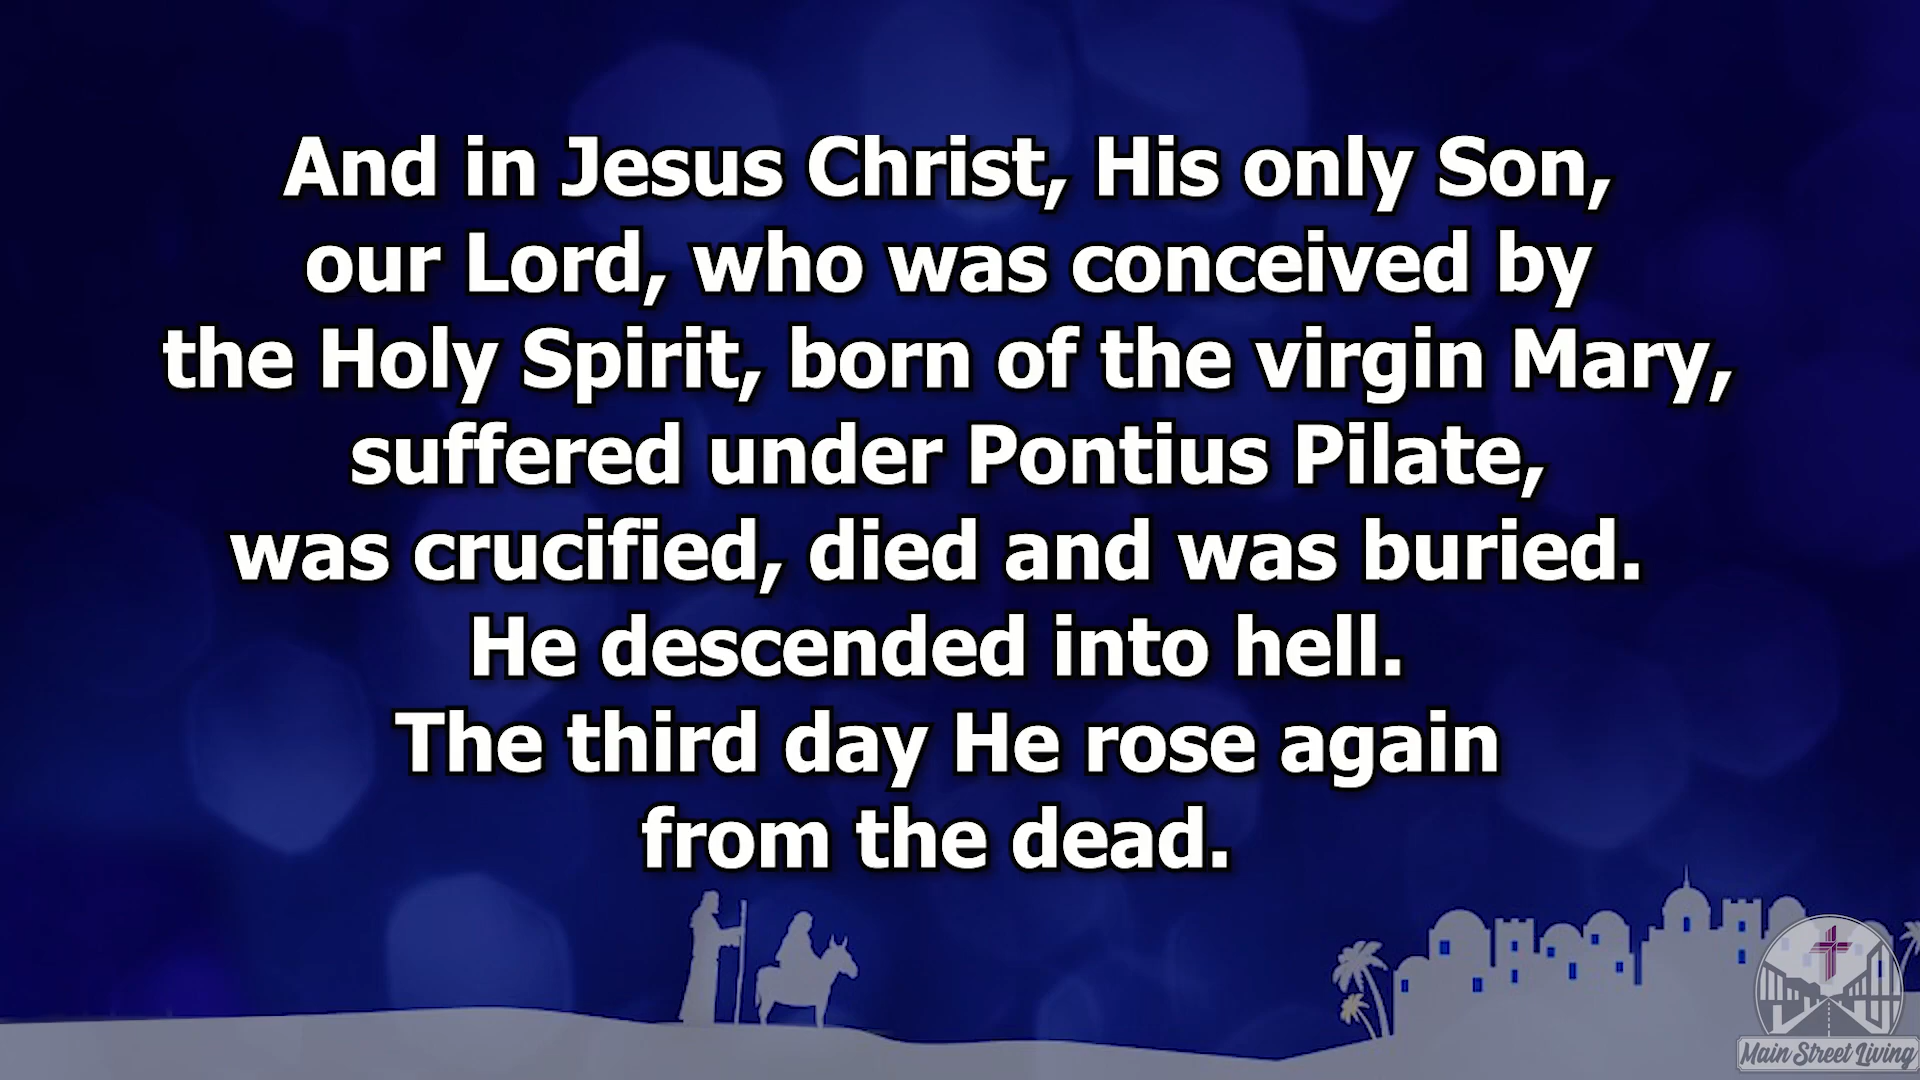 And in Jesus Christ, His only Son,
our Lord, who was conceived by
the Holy Spirit, born of the virgin Mary,
suffered under Pontius Pilate,
was crucified, died and was buried.
He descended into hell.
The third day He rose again
from the dead.
Main Street Living